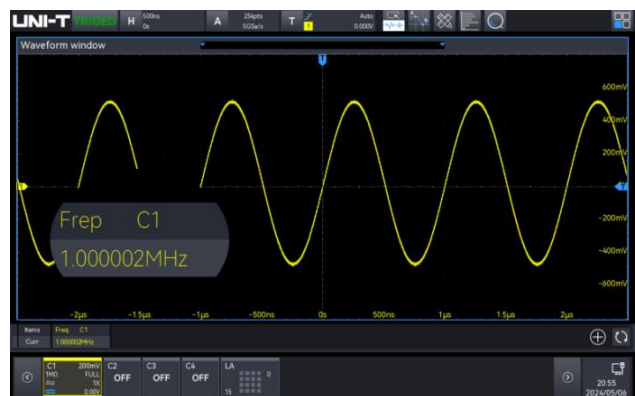 UNI-T TRIGED H 500ns 0s A 25kpts 5GSa/s T 1 Auto 0.000V
Waveform window
T
600mV
400mV
200mV
1 T
-200mV
-400mV
-600mV
Frep C1
1.000002MHz
-2μs -1.5μs -1μs -500ns 0s 500ns 1μs 1.5μs 2μs
Items Freq C1
Curr 1.000002MHz
C1 200mV
1MΩ FULL
1X
0.00V
C2 OFF
C3 OFF
C4 OFF
LA 0
15
20:55
2024/05/06